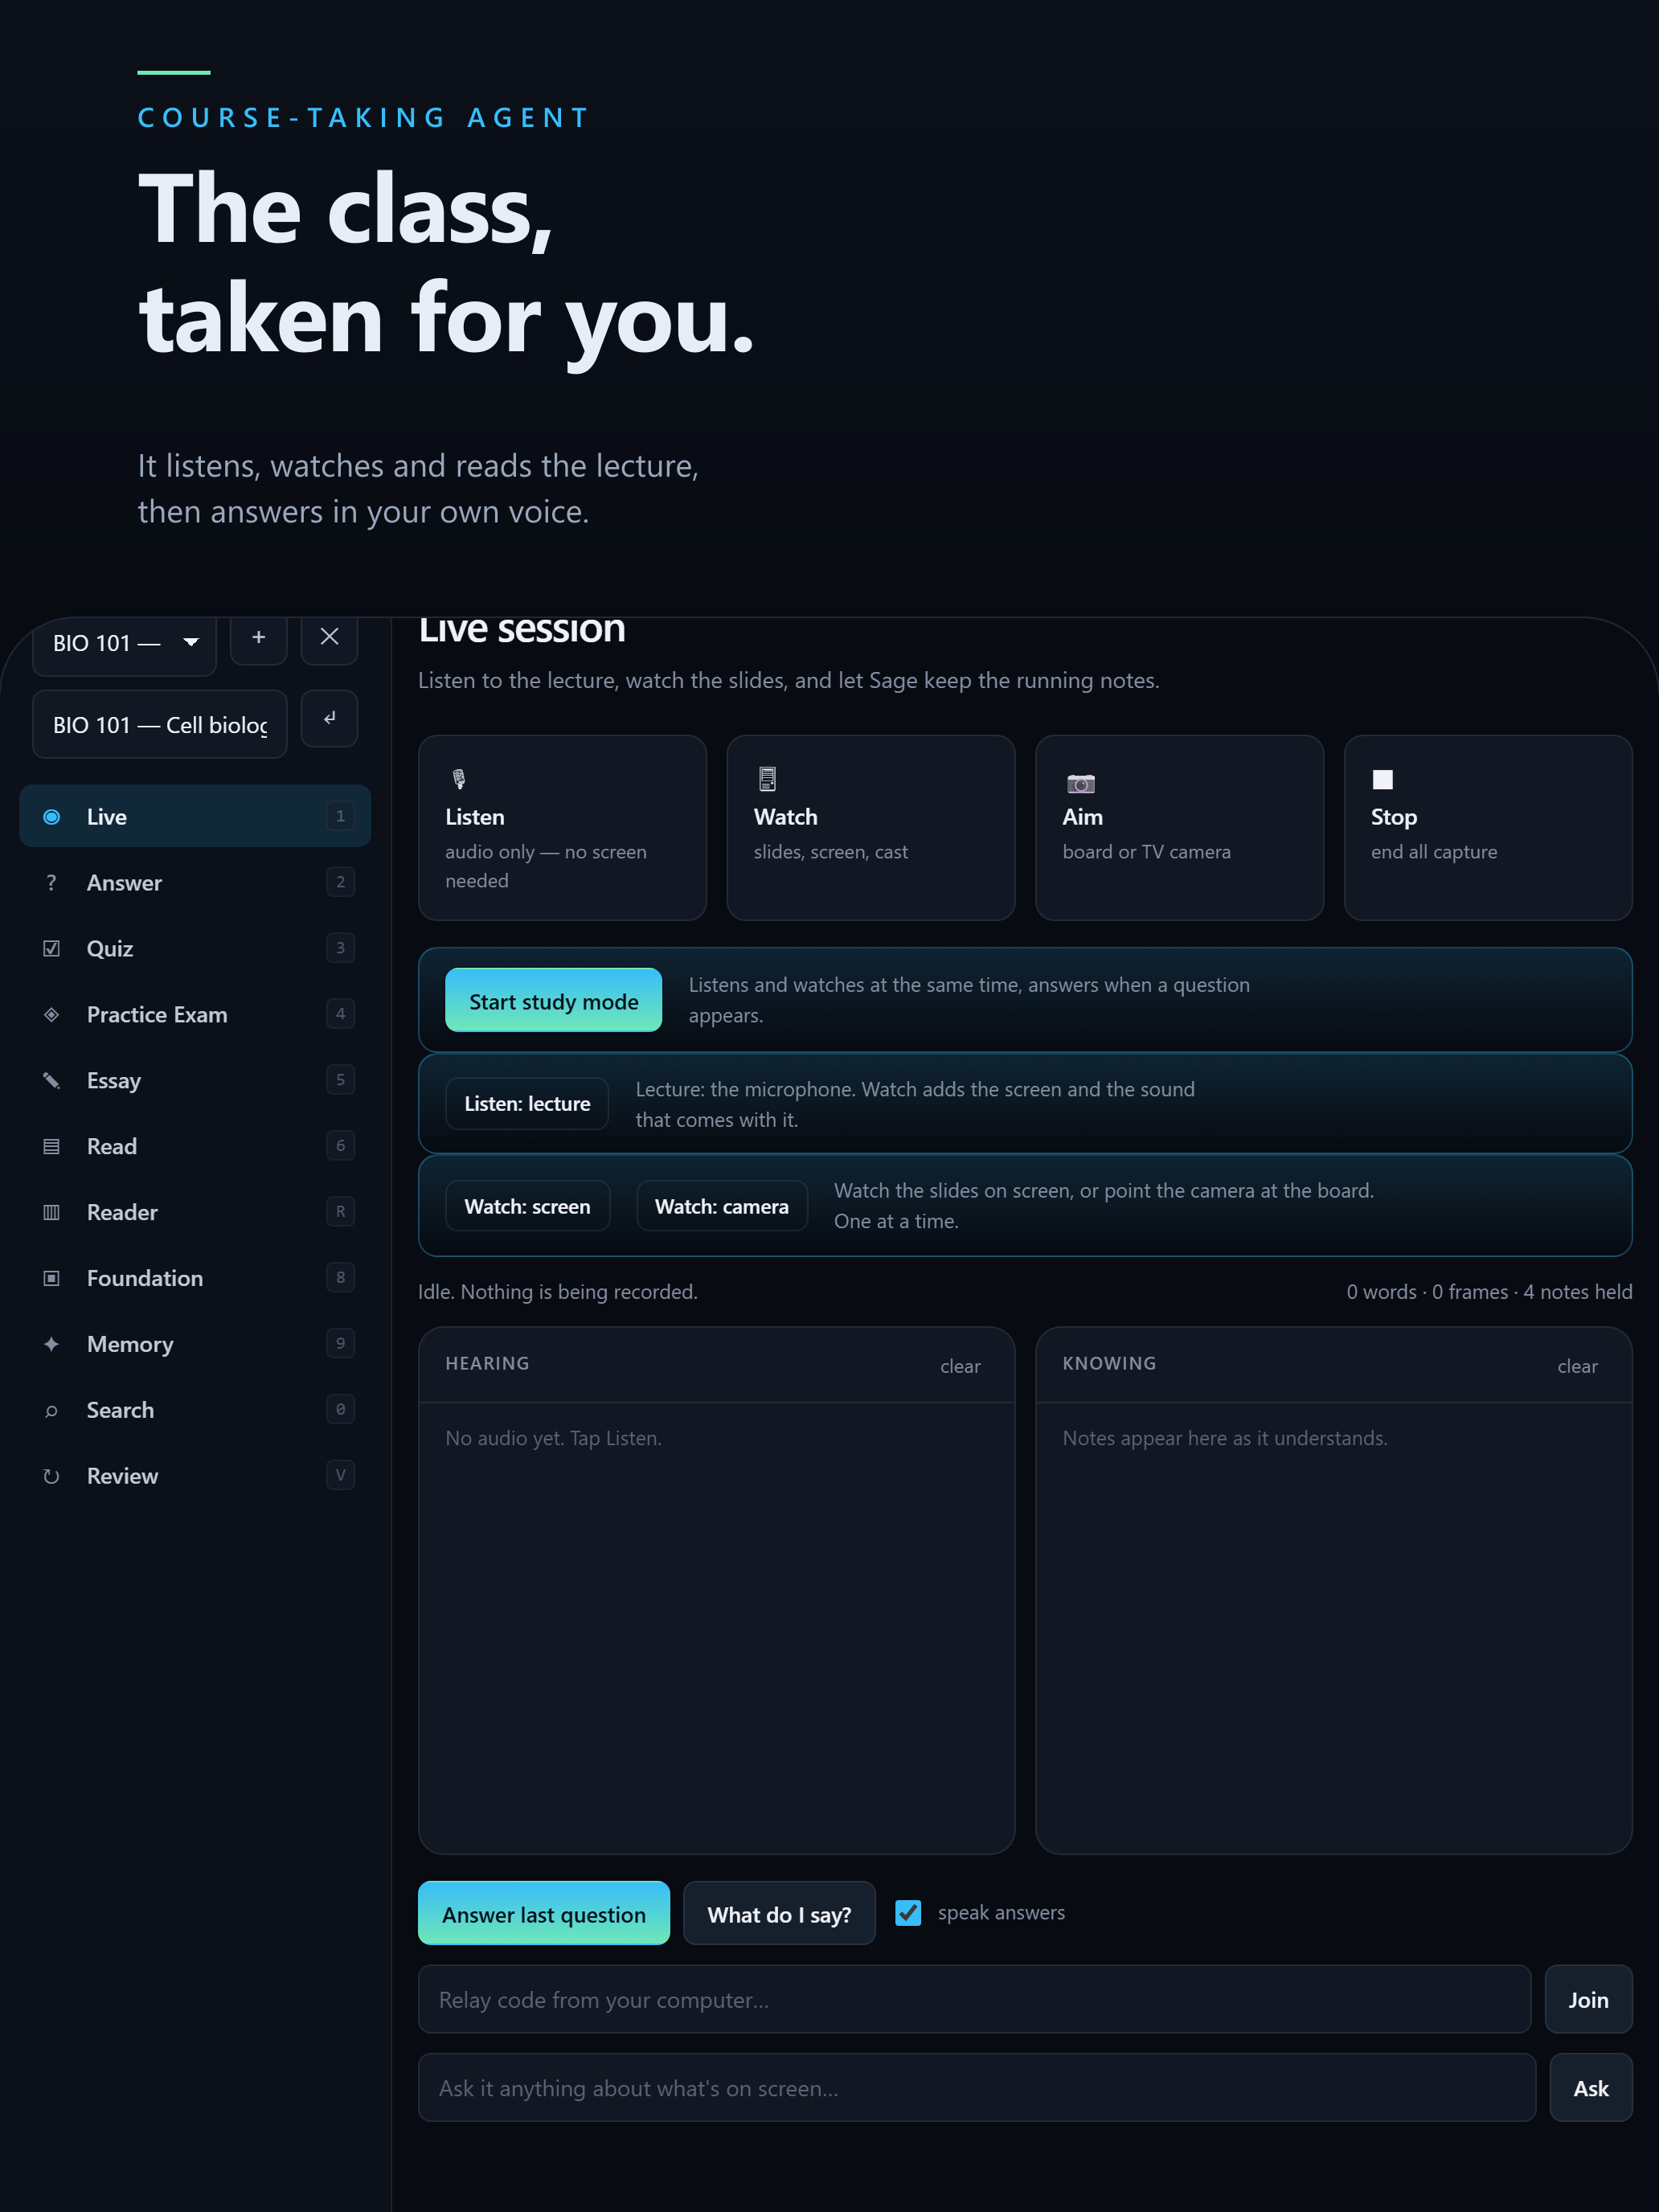 COURSE-TAKING AGENT
The class,
taken for you.
It listens, watches and reads the lecture,
then answers in your own voice.
BIO 101 —
+
BIO 101 — Cell biolog
Live 1
? Answer 2
Quiz 3
Practice Exam 4
Essay 5
Read 6
Reader R
Foundation 8
Memory 9
Search 0
Review V
Live session
Listen to the lecture, watch the slides, and let Sage keep the running notes.
Listen
audio only — no screen
needed
Watch
slides, screen, cast
Aim
board or TV camera
Stop
end all capture
Start study mode
Listens and watches at the same time, answers when a question
appears.
Listen: lecture
Lecture: the microphone. Watch adds the screen and the sound
that comes with it.
Watch: screen
Watch: camera
Watch the slides on screen, or point the camera at the board.
One at a time.
Idle. Nothing is being recorded.
0 words · 0 frames · 4 notes held
HEARING
clear
No audio yet. Tap Listen.
KNOWING
clear
Notes appear here as it understands.
Answer last question
What do I say?
speak answers
Relay code from your computer...
Join
Ask it anything about what's on screen...
Ask